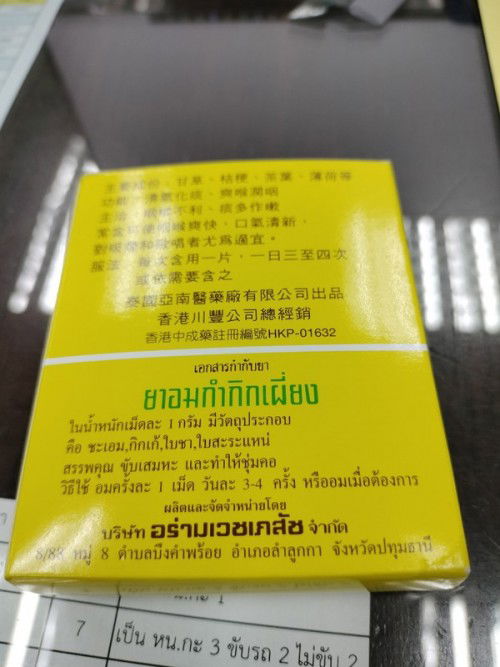 主要成份：甘草、桔梗、茶葉、薄荷等
功能：清氣化痰、爽喉潤咽
主治：咽喉不利、痰多作嗽
常含可使咽喉爽快，口氣清新，
對吸煙和歌唱者尤爲適宜。
服法：每次含用一片，一日三至四次
或依需要含之
泰國亞南醫藥廠有限公司出品
香港川豐公司總經銷
香港中成藥註冊編號HKP-01632
เอกสารกำกับยา
ยาอมกำกิกเผี่ยง
ในน้ำหนักเม็ดละ 1 กรัม มีวัตถุประกอบ
คือ ชะเอม,กิกเก้,ใบชา,ใบสะระแหน่
สรรพคุณ ขับเสมหะ และทำให้ชุ่มคอ
วิธีใช้ อมครั้งละ 1 เม็ด วันละ 3-4 ครั้ง หรืออมเมื่อต้องการ
ผลิตและจัดจำหน่ายโดย
บริษัท อร่ามเวชเภสัช จำกัด
8/88 หมู่ 8 ตำบลบึงคำพร้อย อำเภอลำลูกกา จังหวัดปทุมธานี
7 เป็น หน.กะ 3 ขับรถ 2 ไม่ขับ 2